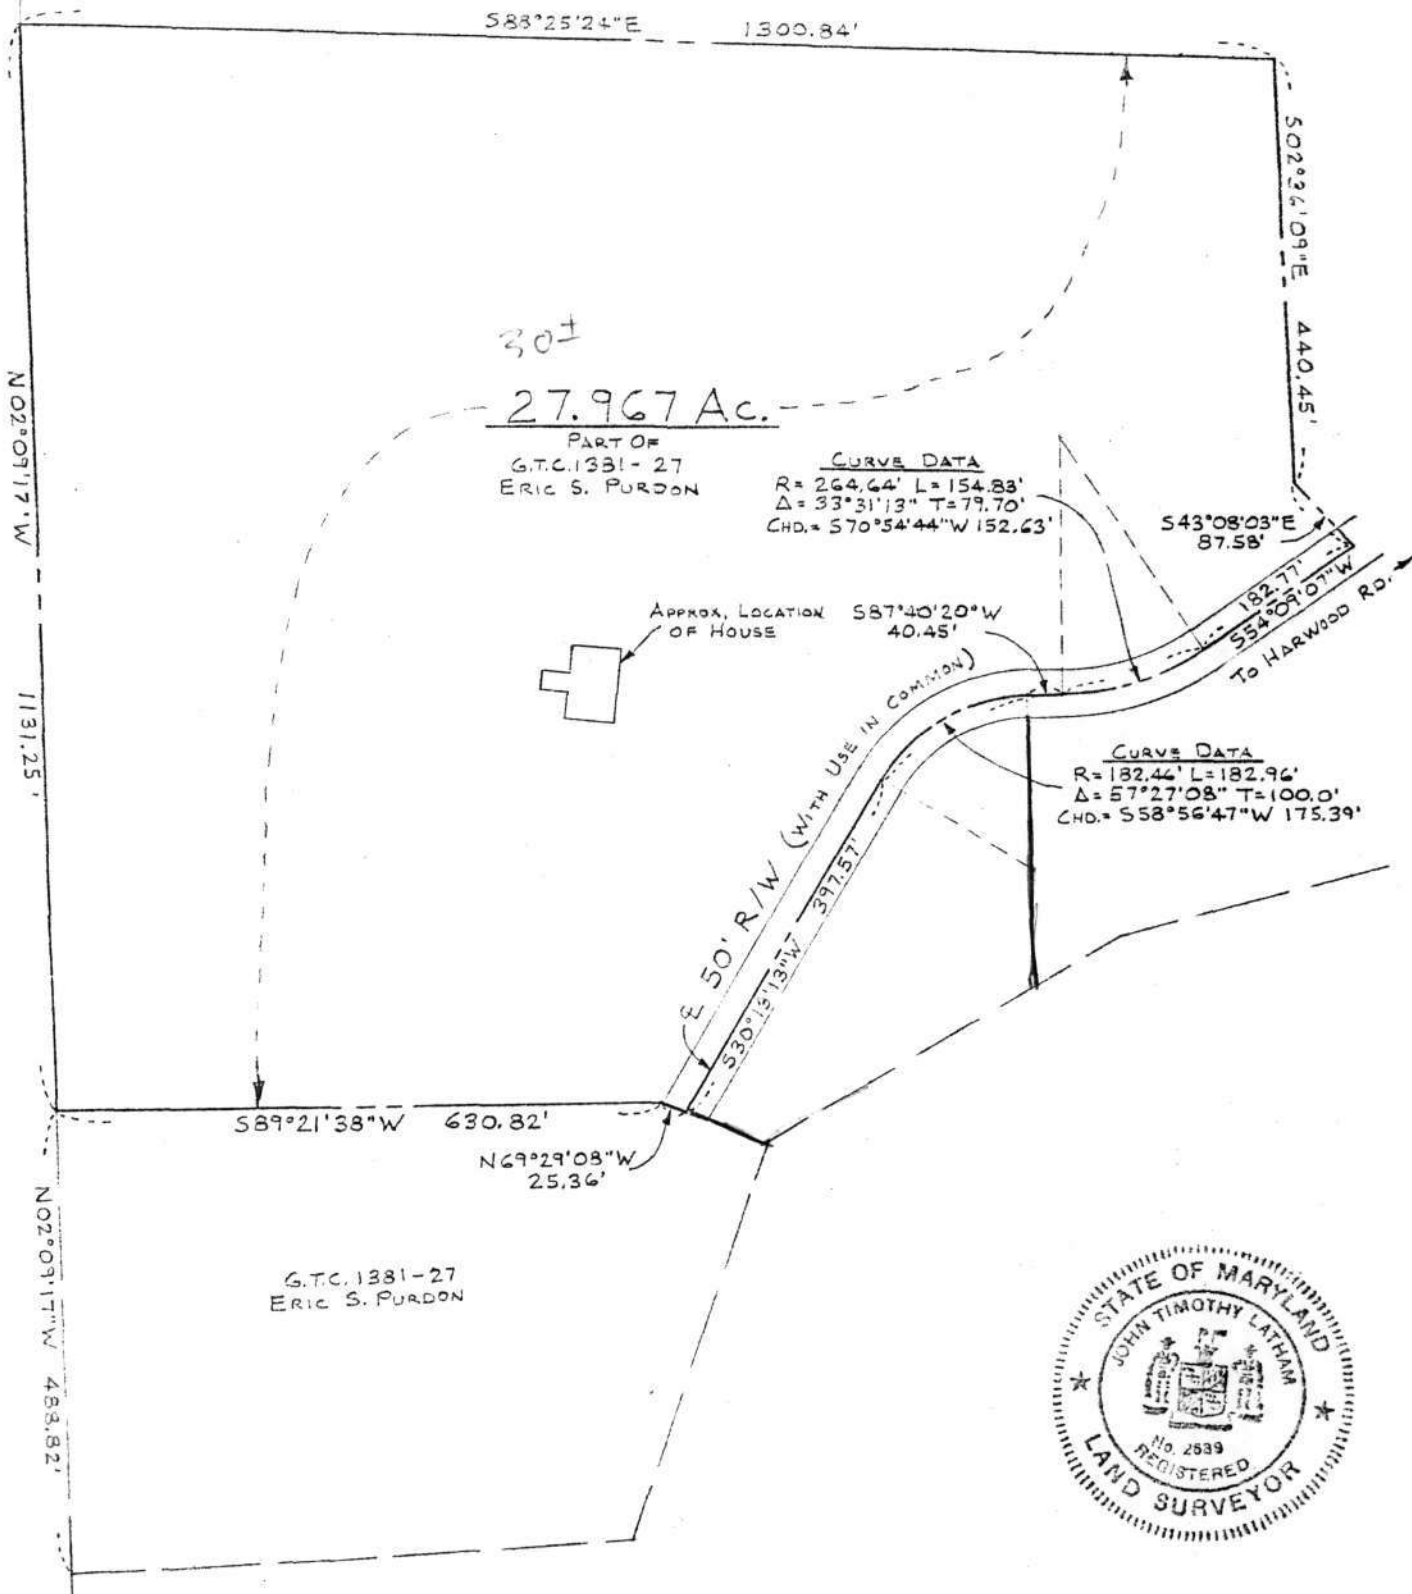 S88°25'24"E 1300.84'
S02°36'09"E 440.45'
N02°09'17"W 1131.25'
30±
27.967 Ac.
PART OF
G.T.C. 1381-27
ERIC S. PURDON
CURVE DATA
R= 264.64' L= 154.83'
Δ= 33°31'13" T= 79.70'
CHD.= S70°54'44"W 152.63'
S43°08'03"E
87.58'
182.77'
S54°09'07"W
TO HARWOOD RD.
APPROX. LOCATION
OF HOUSE
S87°40'20"W
40.45'
CURVE DATA
R= 182.46' L= 182.96'
Δ= 57°27'08" T= 100.0'
CHD.= S58°56'47"W 175.39'
℄ 50' R/W (WITH USE IN COMMON)
S30°13'13"W 397.57'
S89°21'38"W 630.82'
N69°29'08"W
25.36'
N02°09'17"W 488.82'
G.T.C. 1381-27
ERIC S. PURDON
STATE OF MARYLAND
JOHN TIMOTHY LATHAM
No. 2539
REGISTERED
LAND SURVEYOR